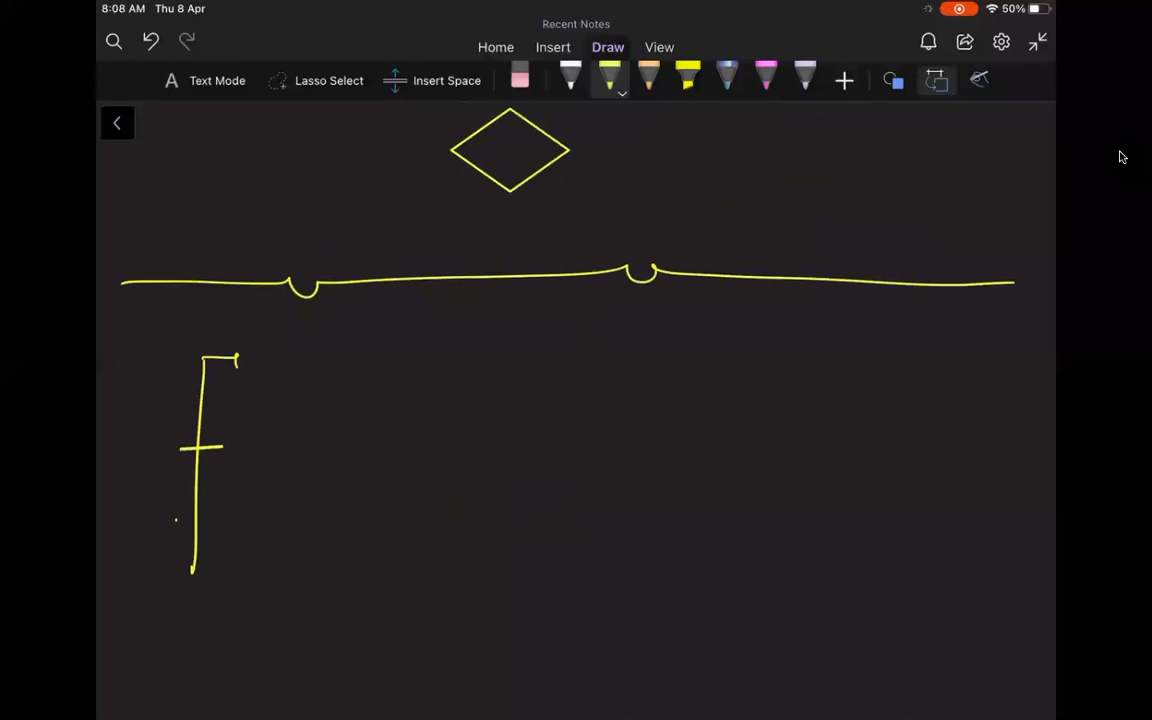 8:08 AM Thu 8 Apr
50%
Recent Notes
Home Insert Draw View
Text Mode Lasso Select Insert Space